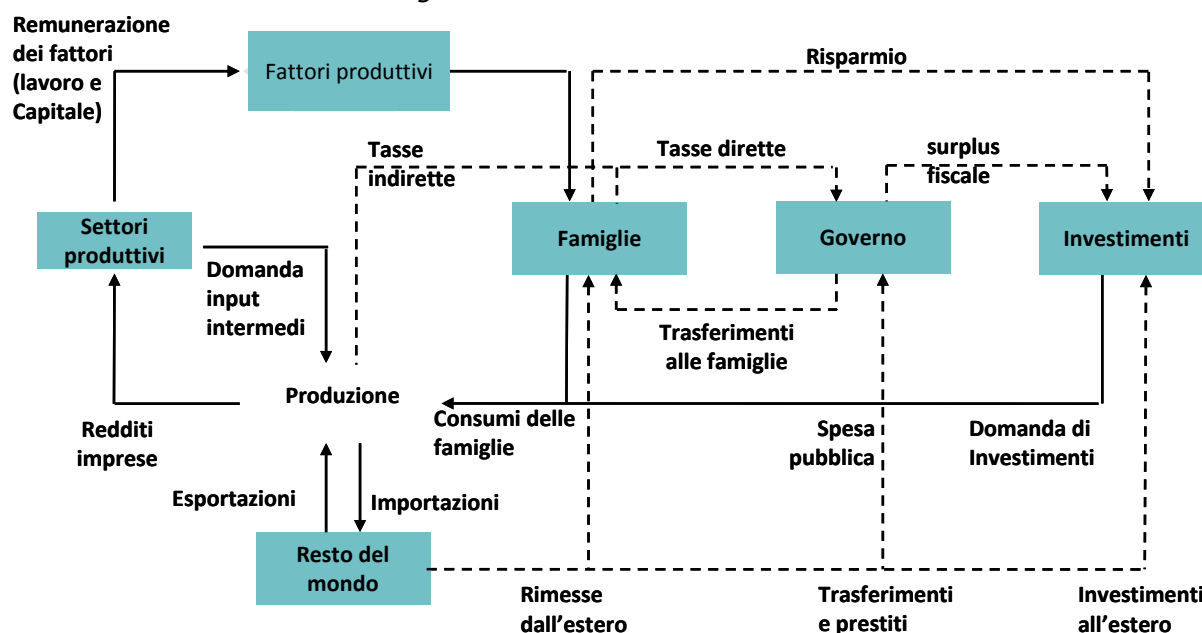 Remunerazione
dei fattori
(lavoro e
Capitale)
Fattori produttivi
Risparmio
Tasse
indirette
Tasse dirette
surplus
fiscale
Settori
produttivi
Famiglie
Governo
Investimenti
Domanda
input
intermedi
Trasferimenti
alle famiglie
Produzione
Redditi
imprese
Consumi delle
famiglie
Spesa
pubblica
Domanda di
Investimenti
Esportazioni
Importazioni
Resto del
mondo
Rimesse
dall'estero
Trasferimenti
e prestiti
Investimenti
all'estero